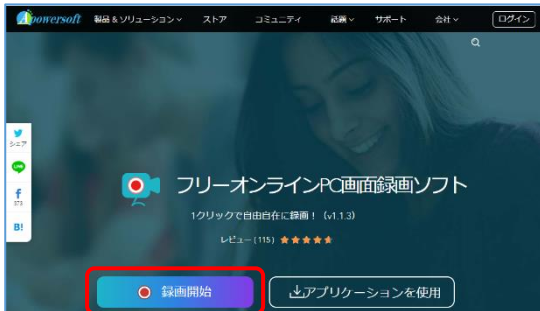 Apowersoft 製品 & ソリューション ストア コミュニティ 話題 サポート 会社 ログイン
シェア
LINE
f
375
B!
フリーオンラインPC画面録画ソフト
1クリックで自由自在に録画！ (v1.1.3)
レビュー ( 115 )
録画開始
アプリケーションを使用